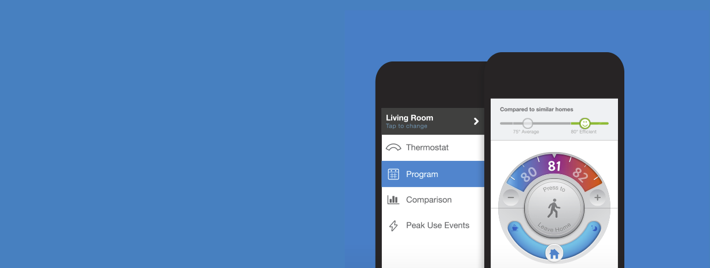 Living Room
Tap to change
Thermostat
Program
Comparison
Peak Use Events
Compared to similar homes
75° Average
80° Efficient
80
81
82
Press to
Leave Home